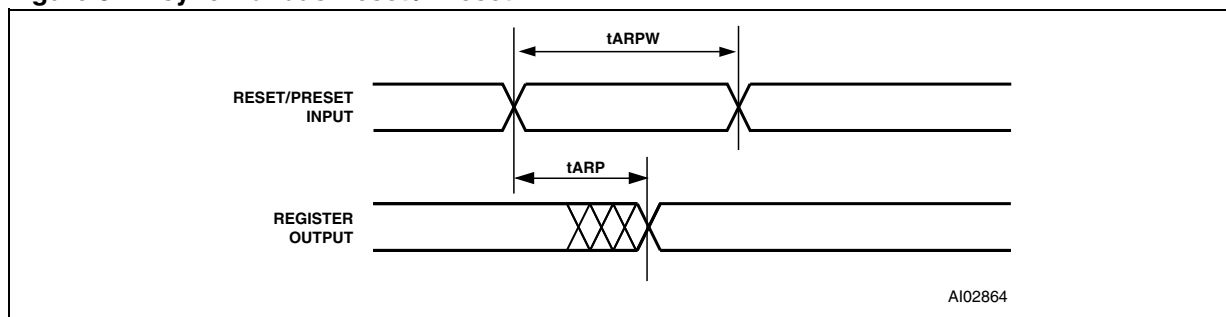 tARPW
RESET/PRESET
INPUT
tARP
REGISTER
OUTPUT
AI02864